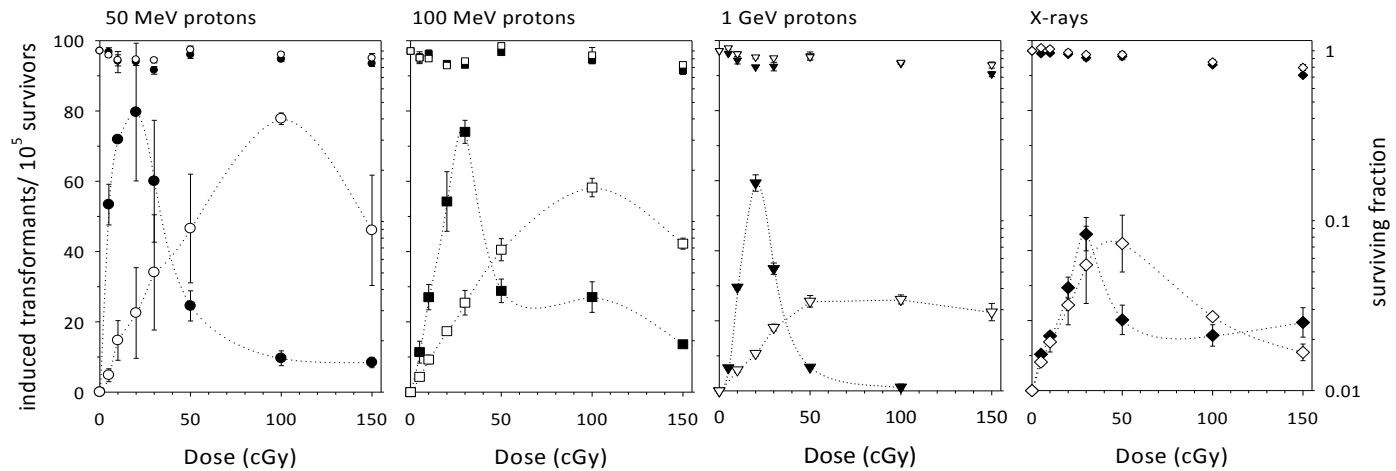 50 MeV protons
100 MeV protons
1 GeV protons
X-rays
induced transformants/ 10⁵ survivors
100
80
60
40
20
0
1
0.1
0.01
surviving fraction
0 50 100 150
0 50 100 150
0 50 100 150
0 50 100 150
Dose (cGy)
Dose (cGy)
Dose (cGy)
Dose (cGy)